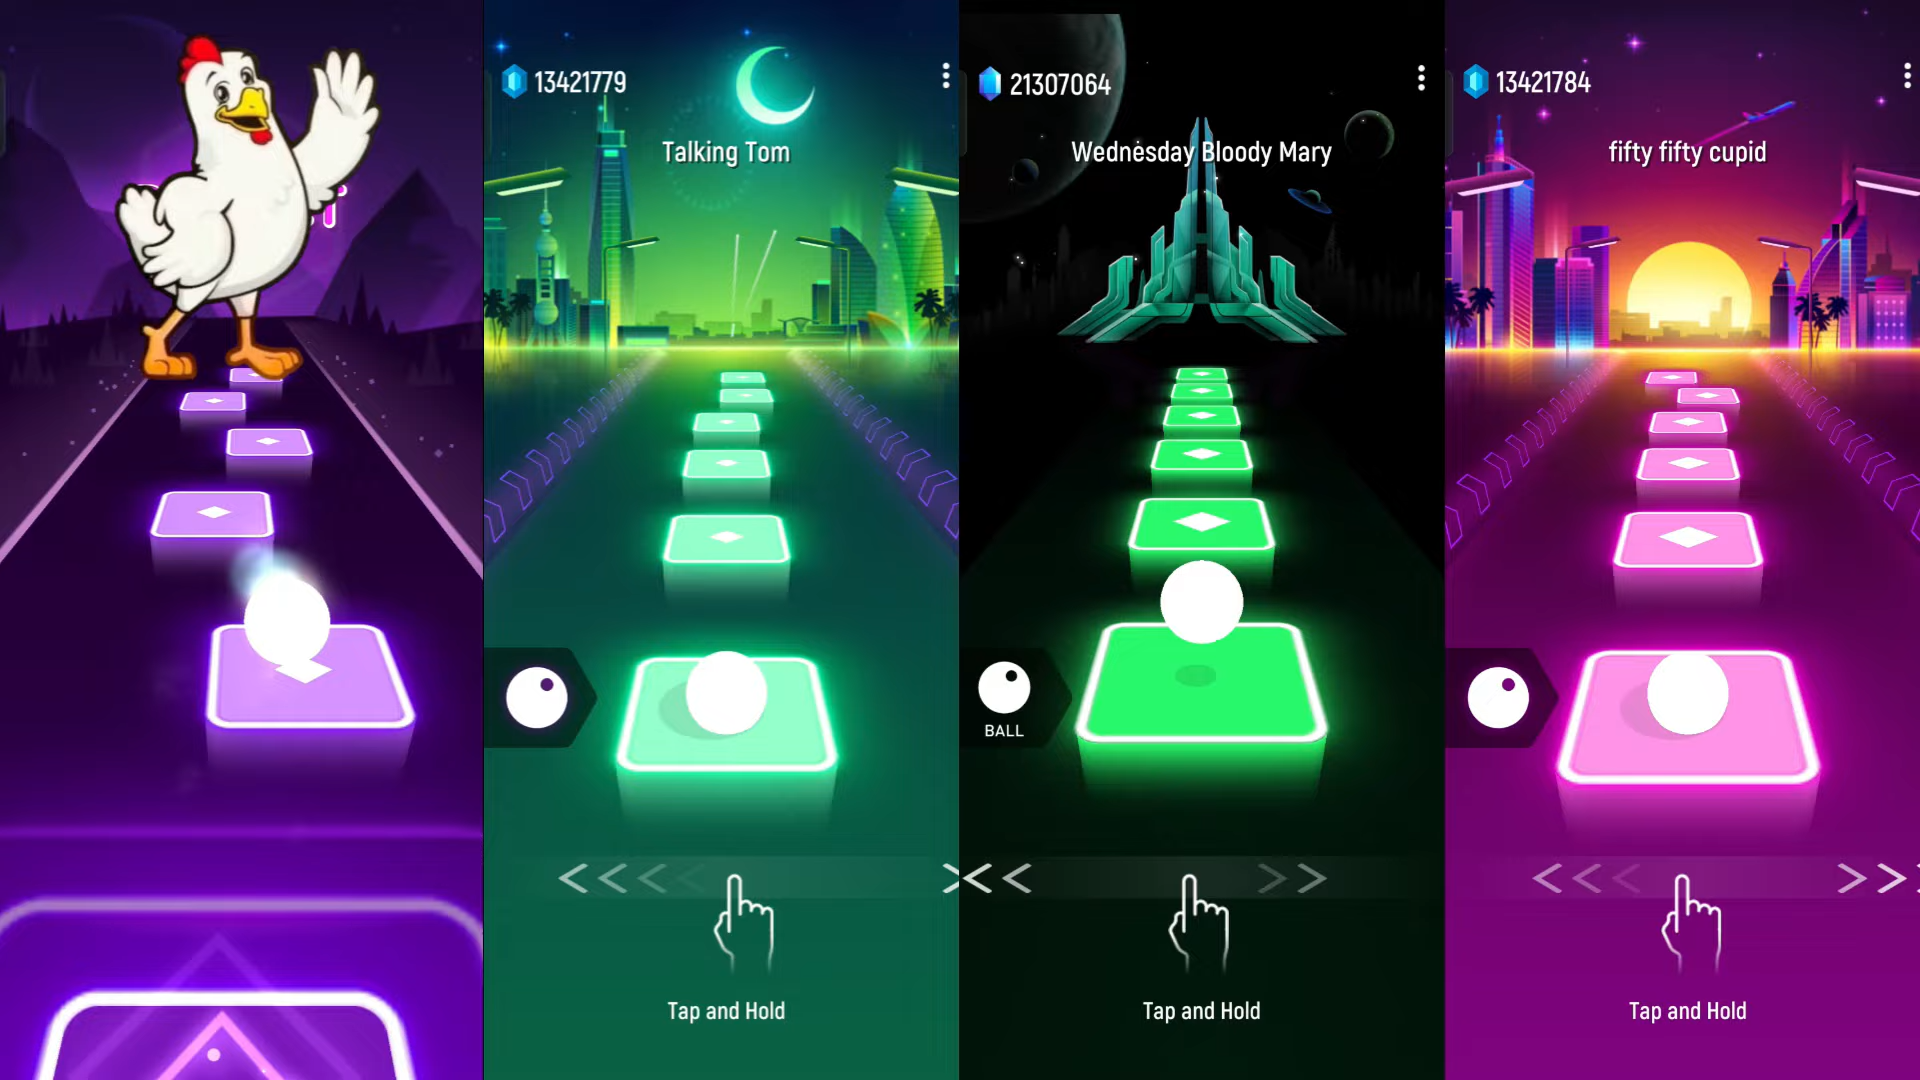 13421779
Talking Tom
Tap and Hold
21307064
Wednesday Bloody Mary
BALL
Tap and Hold
13421784
fifty fifty cupid
Tap and Hold